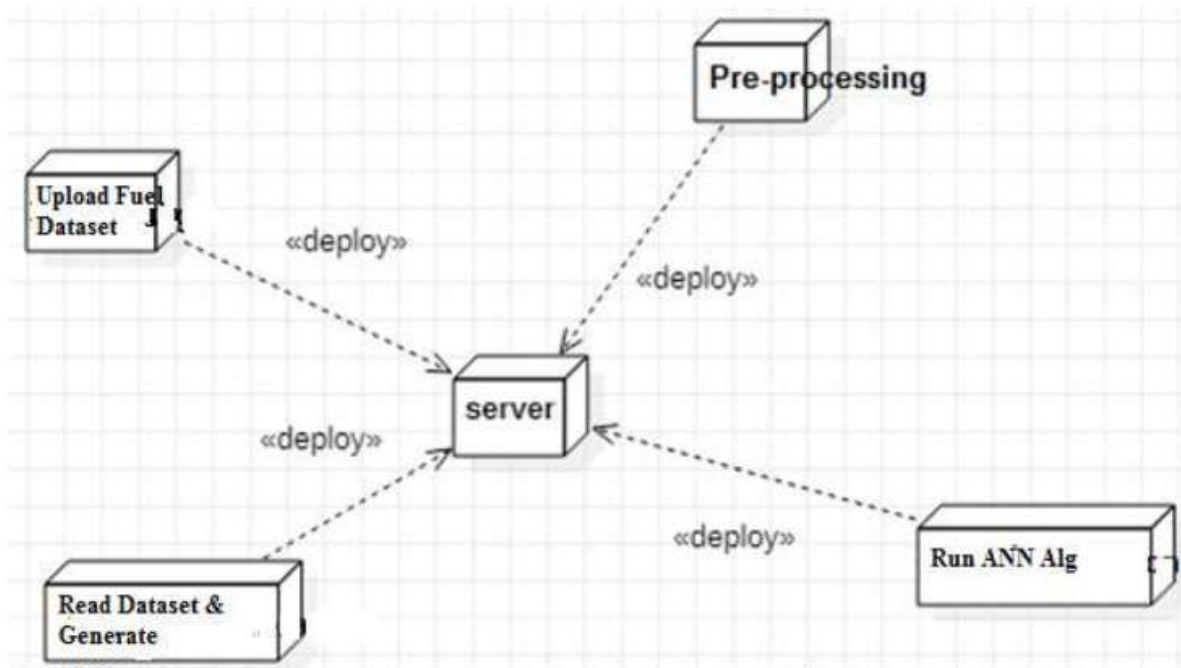 Pre-processing
Upload Fuel
Dataset
«deploy»
«deploy»
server
«deploy»
«deploy»
Run ANN Alg
Read Dataset &
Generate